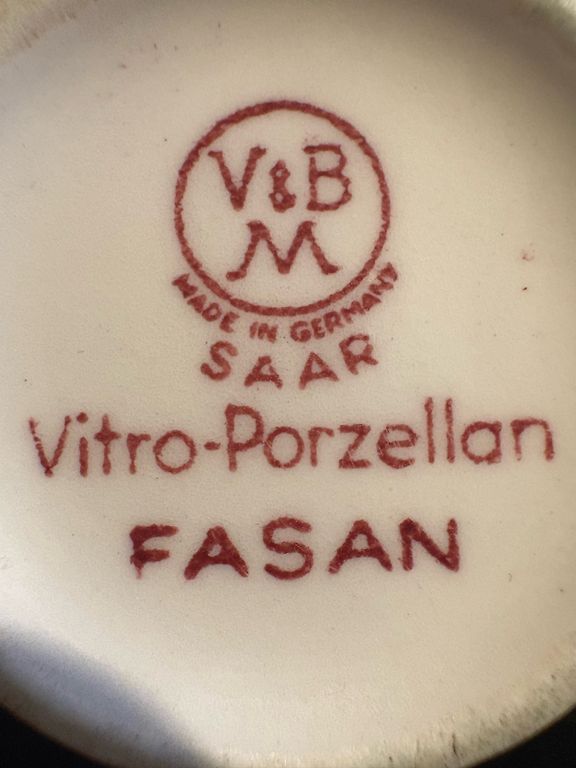 V&B
M
MADE IN GERMANY
SAAR
Vitro-Porzellan
FASAN